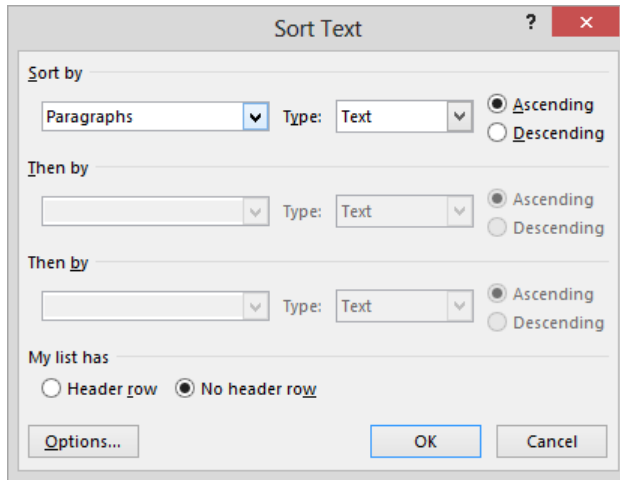 Sort Text ?
Sort by
Paragraphs Type: Text Ascending
Descending
Then by
Type: Text Ascending
Descending
Then by
Type: Text Ascending
Descending
My list has
Header row No header row
Options... OK Cancel